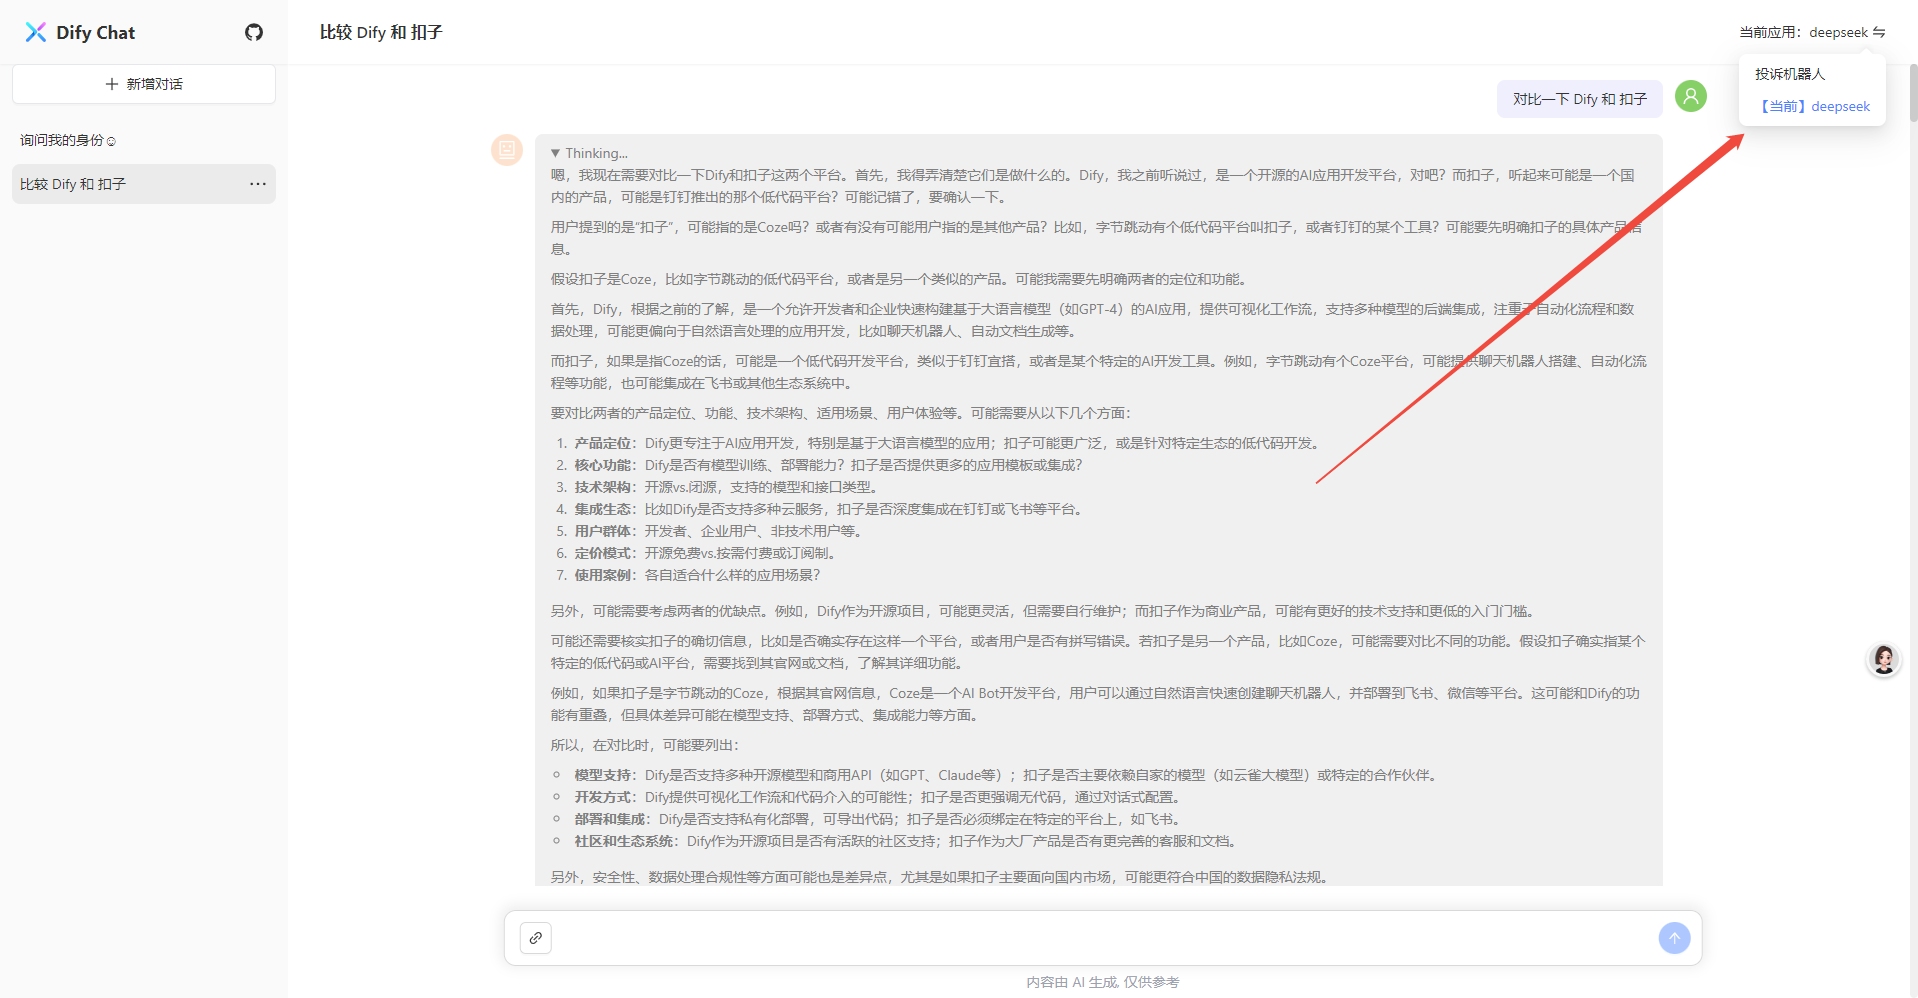 Dify Chat
比较 Dify 和 扣子
当前应用：deepseek
新增对话
投诉机器人
【当前】deepseek
询问我的身份☺
比较 Dify 和 扣子
对比一下 Dify 和 扣子
▼ Thinking...
嗯，我现在需要对比一下Dify和扣子这两个平台。首先，我得弄清楚它们是做什么的。Dify，我之前听说过，是一个开源的AI应用开发平台，对吧？而扣子，听起来可能是一个国
内的产品，可能是钉钉推出的那个低代码平台？可能记错了，要确认一下。
用户提到的是“扣子”，可能指的是Coze吗？或者有没有可能用户指的是其他产品？比如，字节跳动有个低代码平台叫扣子，或者钉钉的某个工具？可能要先明确扣子的具体产品信
息。
假设扣子是Coze，比如字节跳动的低代码平台，或者是另一个类似的产品。可能我需要先明确两者的定位和功能。
首先，Dify，根据之前的了解，是一个允许开发者和企业快速构建基于大语言模型（如GPT-4）的AI应用，提供可视化工作流，支持多种模型的后端集成，注重于自动化流程和数
据处理，可能更偏向于自然语言处理的应用开发，比如聊天机器人、自动文档生成等。
而扣子，如果是指Coze的话，可能是一个低代码开发平台，类似于钉钉宜搭，或者是某个特定的AI开发工具。例如，字节跳动有个Coze平台，可能提供聊天机器人搭建、自动化流
程等功能，也可能集成在飞书或其他生态系统中。
要对比两者的产品定位、功能、技术架构、适用场景、用户体验等。可能需要从以下几个方面：
1. 产品定位：Dify更专注于AI应用开发，特别是基于大语言模型的应用；扣子可能更广泛，或是针对特定生态的低代码开发。
2. 核心功能：Dify是否有模型训练、部署能力？扣子是否提供更多的应用模板或集成？
3. 技术架构：开源vs.闭源，支持的模型和接口类型。
4. 集成生态：比如Dify是否支持多种云服务，扣子是否深度集成在钉钉或飞书等平台。
5. 用户群体：开发者、企业用户、非技术用户等。
6. 定价模式：开源免费vs.按需付费或订阅制。
7. 使用案例：各自适合什么样的应用场景？
另外，可能需要考虑两者的优缺点。例如，Dify作为开源项目，可能更灵活，但需要自行维护；而扣子作为商业产品，可能有更好的技术支持和更低的入门门槛。
可能还需要核实扣子的确切信息，比如是否确实存在这样一个平台，或者用户是否有拼写错误。若扣子是另一个产品，比如Coze，可能需要对比不同的功能。假设扣子确实指某个
特定的低代码或AI平台，需要找到其官网或文档，了解其详细功能。
例如，如果扣子是字节跳动的Coze，根据其官网信息，Coze是一个AI Bot开发平台，用户可以通过自然语言快速创建聊天机器人，并部署到飞书、微信等平台。这可能和Dify的功
能有重叠，但具体差异可能在模型支持、部署方式、集成能力等方面。
所以，在对比时，可能要列出：
模型支持：Dify是否支持多种开源模型和商用API（如GPT、Claude等）；扣子是否主要依赖自家的模型（如云雀大模型）或特定的合作伙伴。
开发方式：Dify提供可视化工作流和代码介入的可能性；扣子是否更强调无代码，通过对话式配置。
部署和集成：Dify是否支持私有化部署，可导出代码；扣子是否必须绑定在特定的平台上，如飞书。
社区和生态系统：Dify作为开源项目是否有活跃的社区支持；扣子作为大厂产品是否有更完善的客服和文档。
另外，安全性、数据处理合规性等方面可能也是差异点，尤其是如果扣子主要面向国内市场，可能更符合中国的数据隐私法规。
内容由 AI 生成, 仅供参考